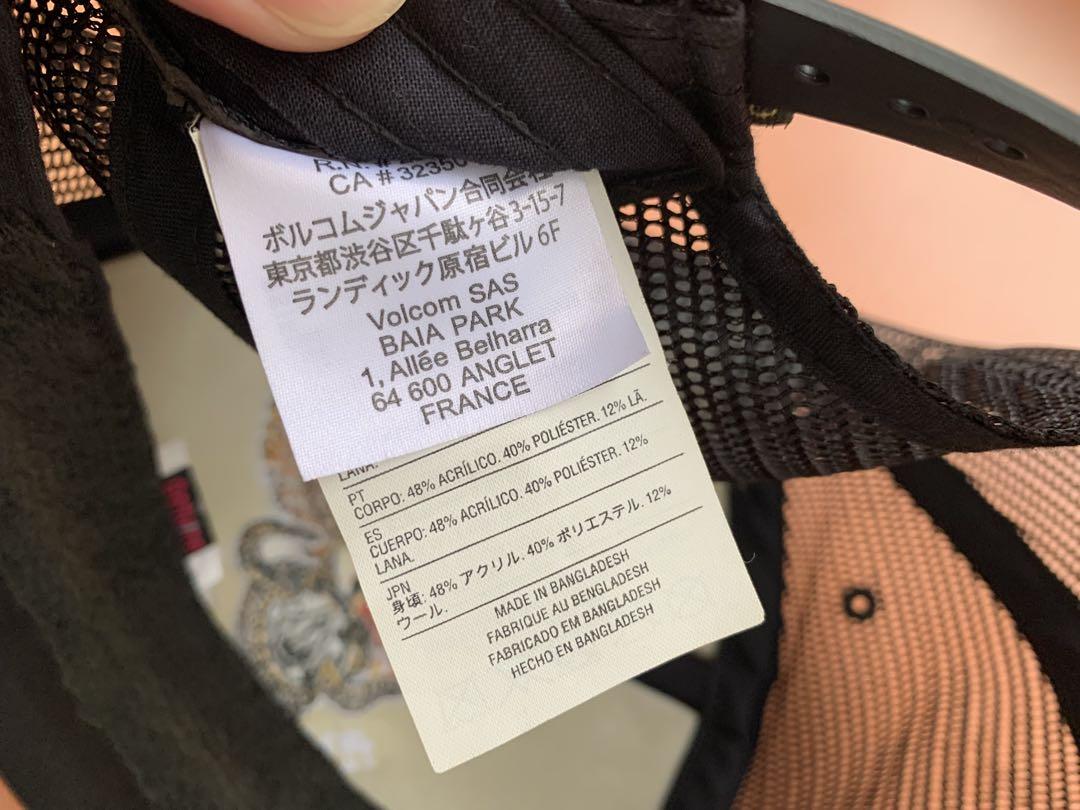 CA # 32350
ボルコムジャパン合同会社
東京都渋谷区千駄ケ谷3-15-7
ランディック原宿ビル 6F
Volcom SAS
BAIA PARK
1, Allée Belharra
64 600 ANGLET
FRANCE
LANA.
PT
CORPO: 48% ACRÍLICO. 40% POLIÉSTER. 12% LÃ.
ES
CUERPO: 48% ACRÍLICO. 40% POLIÉSTER. 12%
LANA.
JPN
身頃: 48% アクリル. 40% ポリエステル. 12%
ウール.
MADE IN BANGLADESH
FABRIQUE AU BENGLADESH
FABRICADO EM BANGLADESH
HECHO EN BANGLADESH